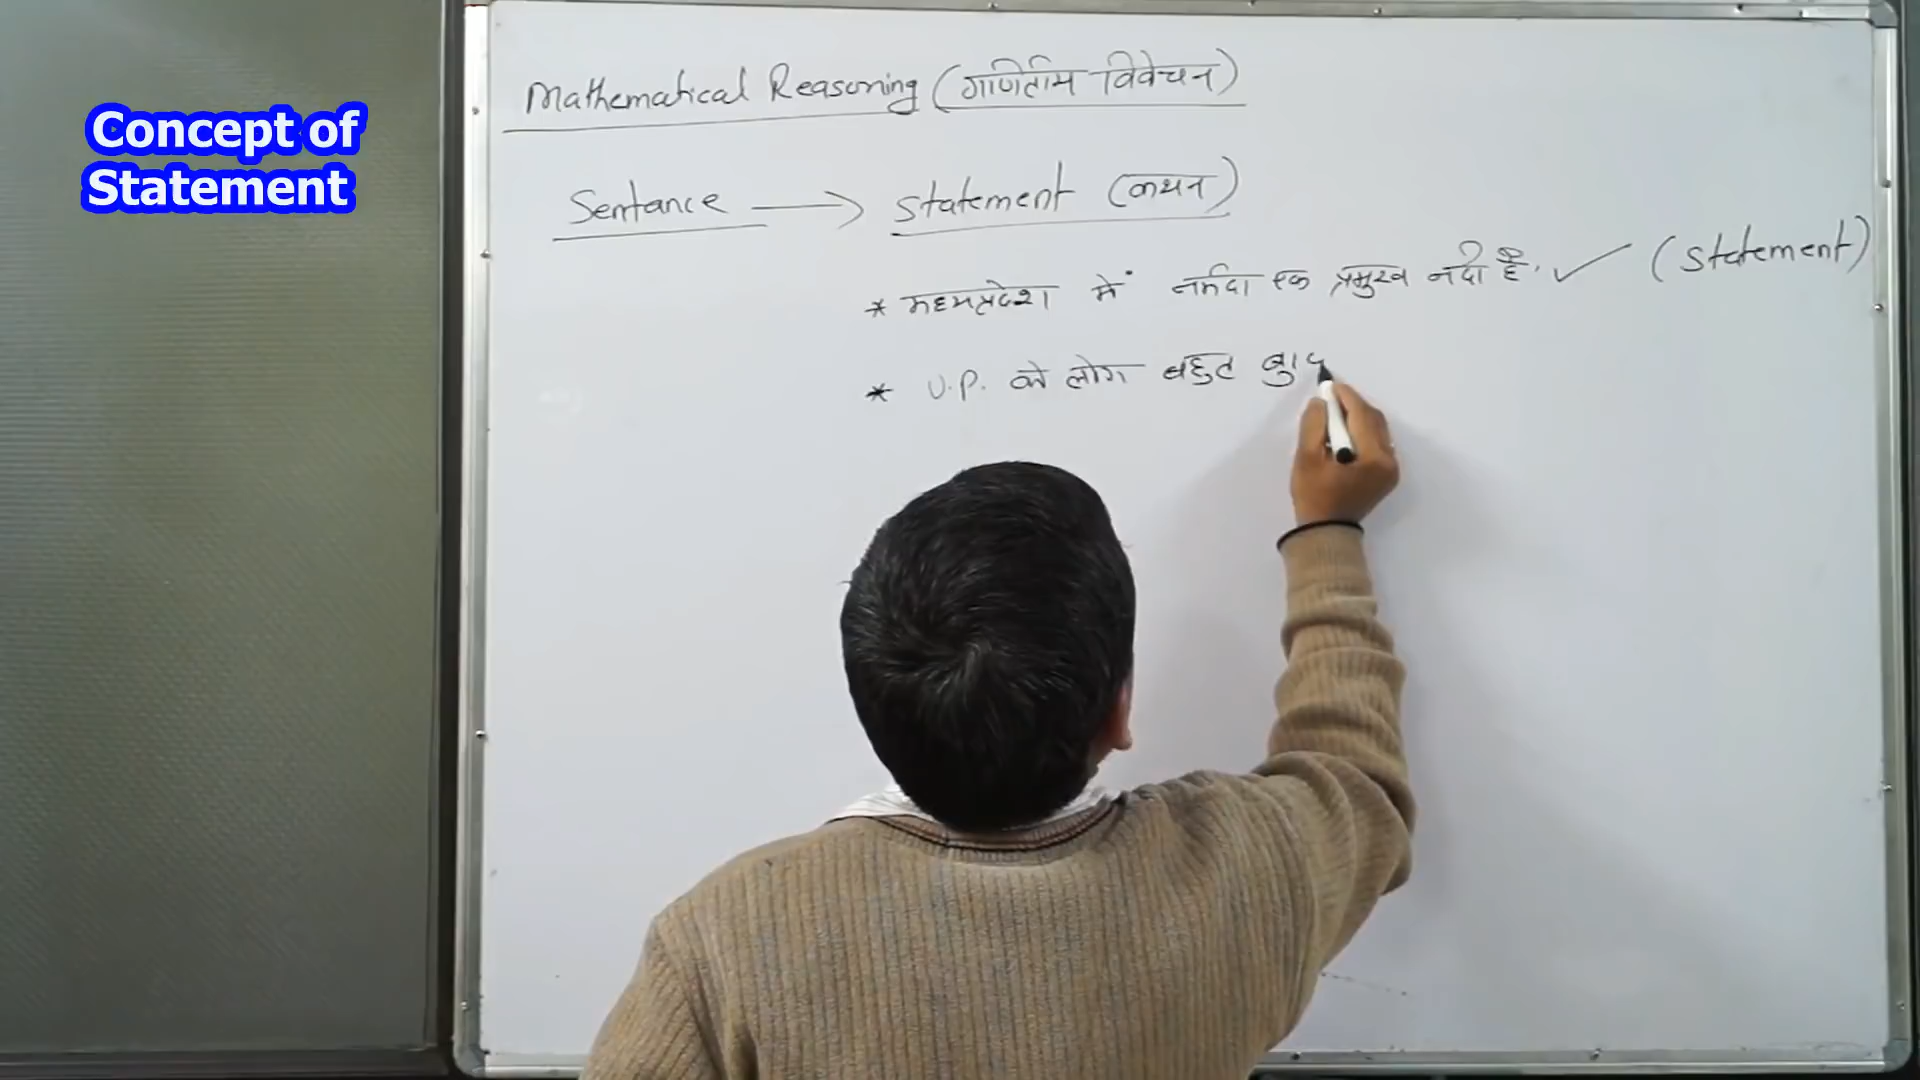 Concept of
Statement
Mathematical Reasoning (गणितीय विवेचन)
Sentance → Statement (कथन)
* मध्यप्रदेश में नर्मदा एक प्रमुख नदी है. ✓ (Statement)
* U.P. के लोग बहुत